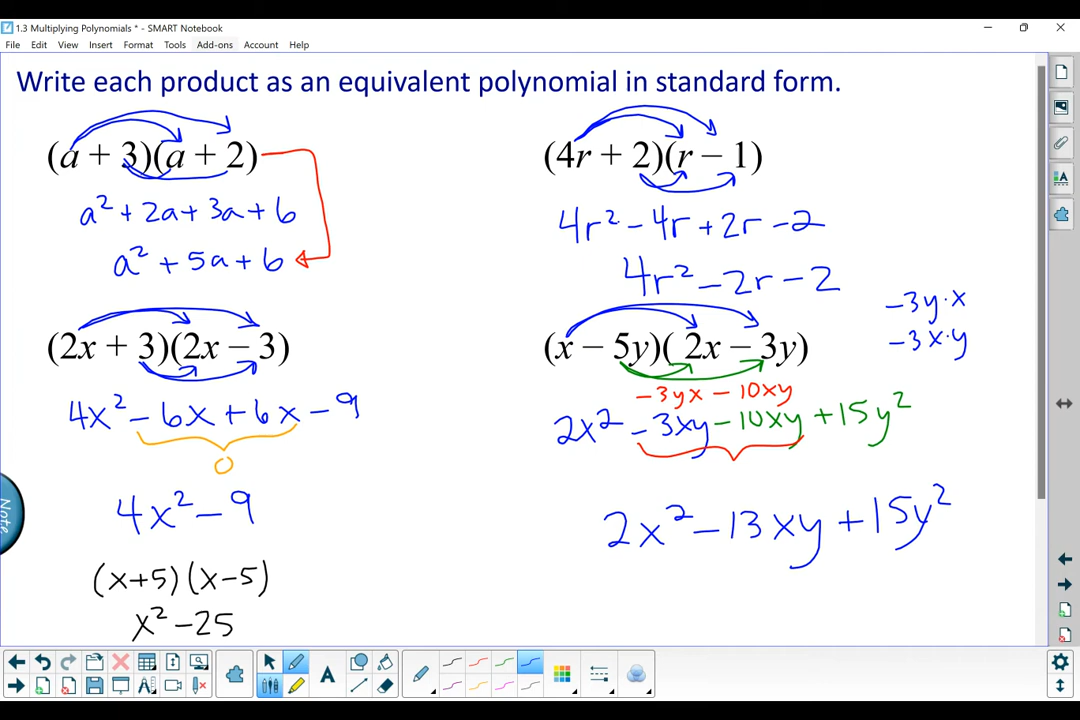 1.3 Multiplying Polynomials * - SMART Notebook
File Edit View Insert Format Tools Add-ons Account Help
Write each product as an equivalent polynomial in standard form.
(a + 3)(a + 2)
a² + 2a + 3a + 6
a² + 5a + 6
(4r + 2)(r − 1)
4r² − 4r + 2r − 2
4r² − 2r − 2
(2x + 3)(2x − 3)
4x² − 6x + 6x − 9
0
4x² − 9
(x+5)(x−5)
x² − 25
−3y·x
−3x·y
(x − 5y)(2x − 3y)
−3yx − 10xy
2x² − 3xy − 10xy + 15y²
2x² − 13xy + 15y²
Note
A